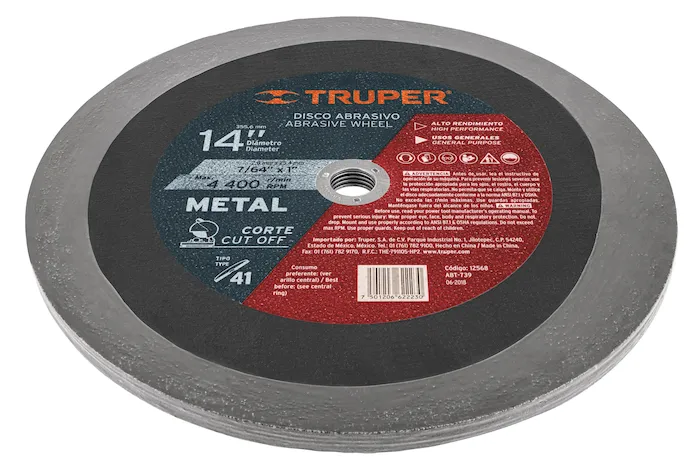 TRUPER
DISCO ABRASIVO
ABRASIVE WHEEL
355.6 mm
14"
Diámetro
Diameter
7/64" x 1"
Max. 4 400 r/min
RPM
METAL
CORTE
CUT OFF
TIPO
TYPE
41
ALTO RENDIMIENTO
HIGH PERFORMANCE
USOS GENERALES
GENERAL PURPOSE
ADVERTENCIA Antes de usar, lea el instructivo de
operación de su máquina. Para prevenir lesiones severas, use
la protección apropiada para los ojos, el rostro, el cuerpo
y las vías respiratorias. No permita que se caiga. Monte y utilice
el disco únicamente de acuerdo a ANSI B7.1 & OSHA regulations.
No exceda las r/min máximas. Use guardas apropiadas.
Manténgase fuera del alcance de los niños. WARNING
Before use, read your power tool manufacturer's operating manual, to
prevent serious injury. Wear proper eye, face, and body and respiratory protection. Do not
drop. Mount and use properly according to ANSI B7.1 & OSHA regulations. Do not exceed
max RPM. Use proper guards. Keep out of reach of children.
Importado por: Truper, S.A. de C.V. Parque Industrial No. 1, Jilotepec, C.P. 54240,
Estado de México, México. Tel: 01 (761) 782 9100, Hecho en China / Made in China.
Fax: 01 (761) 782 9170, R.F.C.: THE-791105-HP2. www.truper.com
Consumo
preferente: (ver
arillo central) / Best
before: (see central
ring)
7 501206 622230
Código: 12568
ABT-739
06-2018